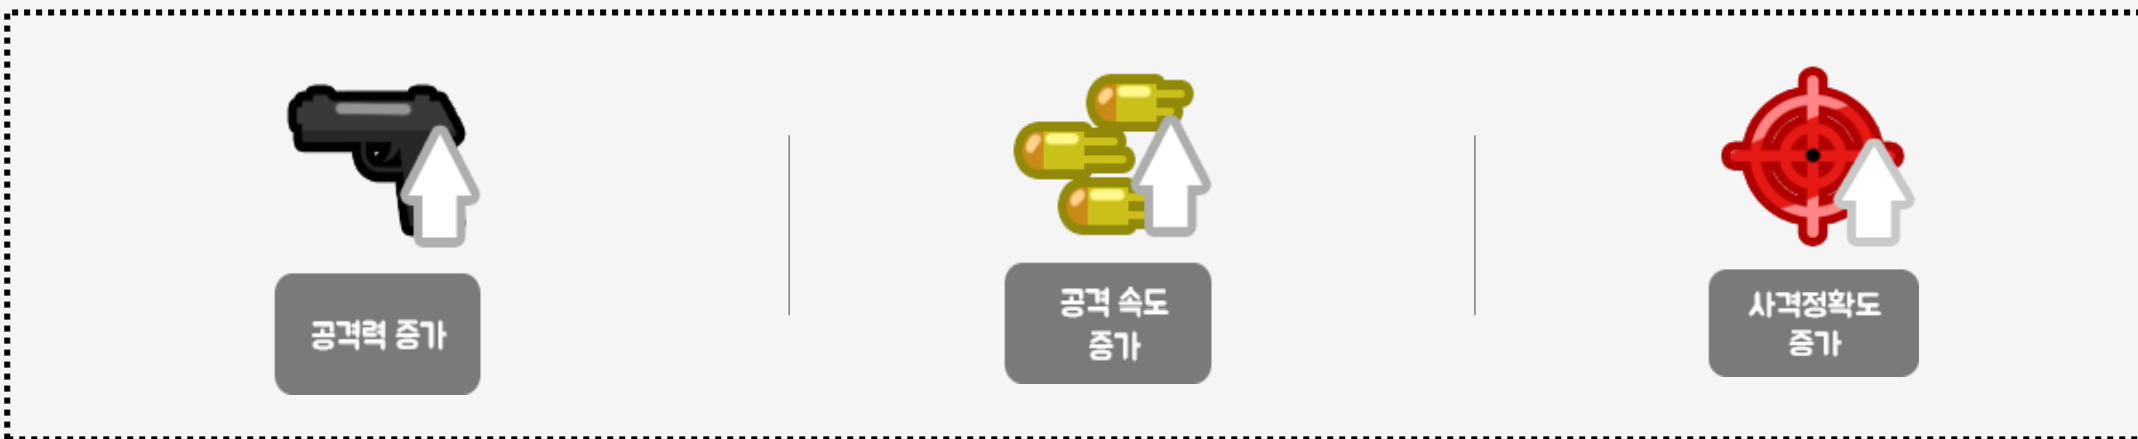 공격력 증가
공격 속도
증가
사격정확도
증가